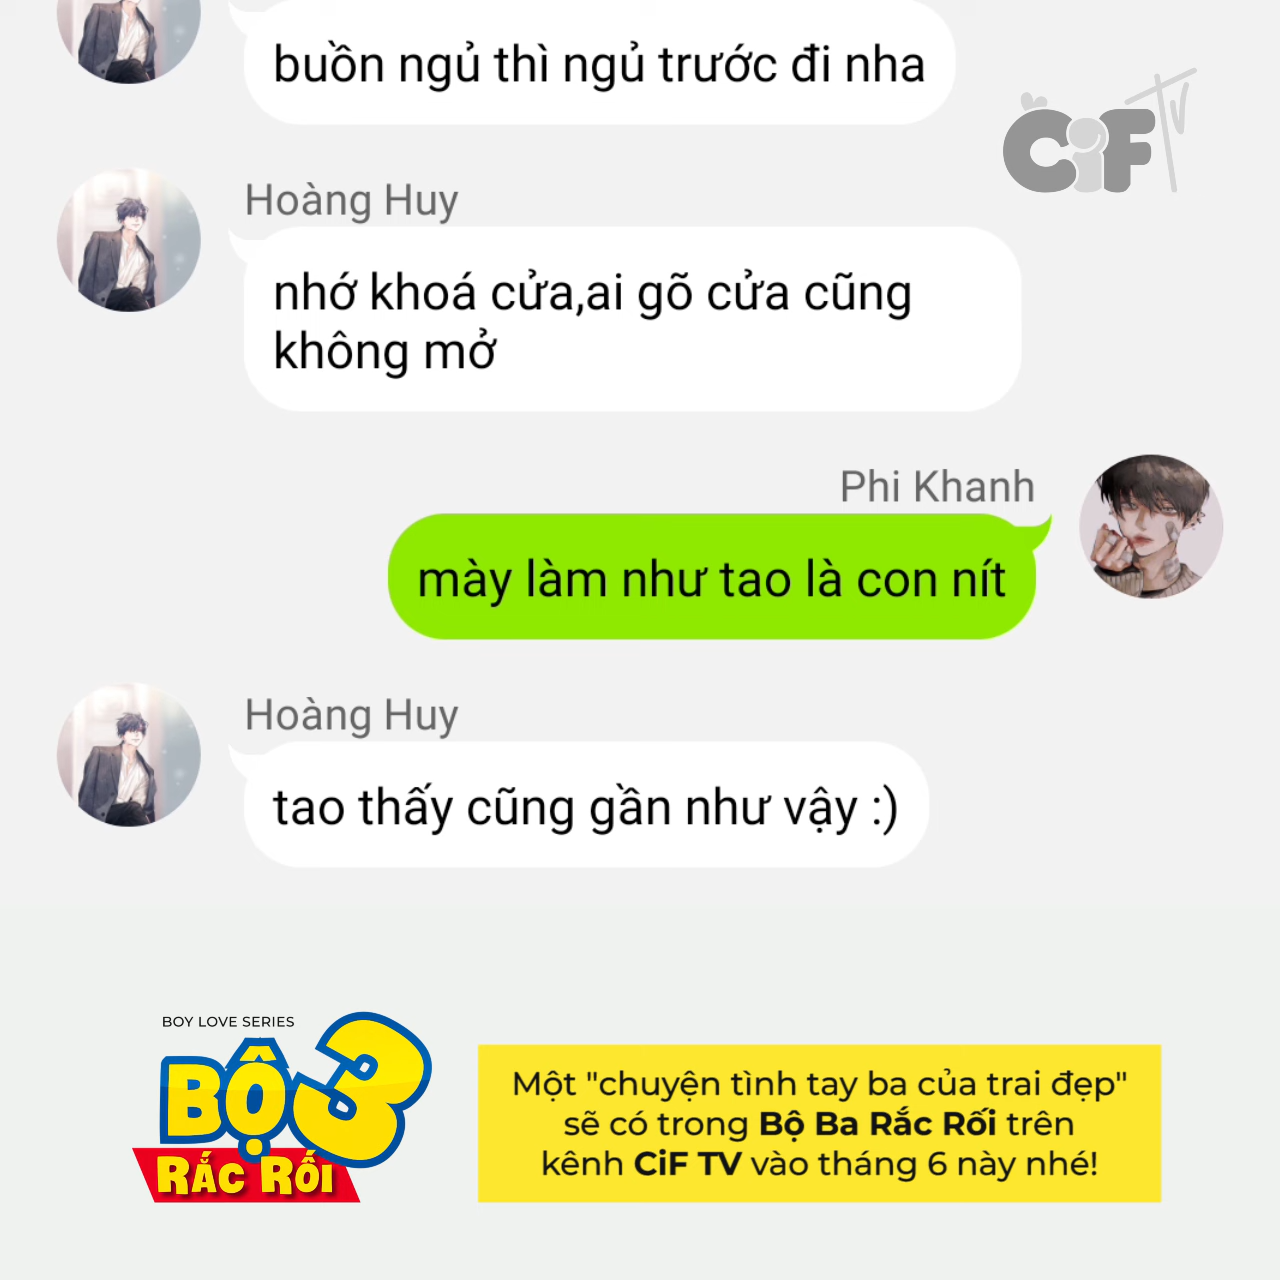 buồn ngủ thì ngủ trước đi nha
CiF TV
Hoàng Huy
nhớ khoá cửa,ai gõ cửa cũng
không mở
Phi Khanh
mày làm như tao là con nít
Hoàng Huy
tao thấy cũng gần như vậy :)
BOY LOVE SERIES
BỘ 3
RẮC RỐI
Một "chuyện tình tay ba của trai đẹp"
sẽ có trong Bộ Ba Rắc Rối trên
kênh CiF TV vào tháng 6 này nhé!